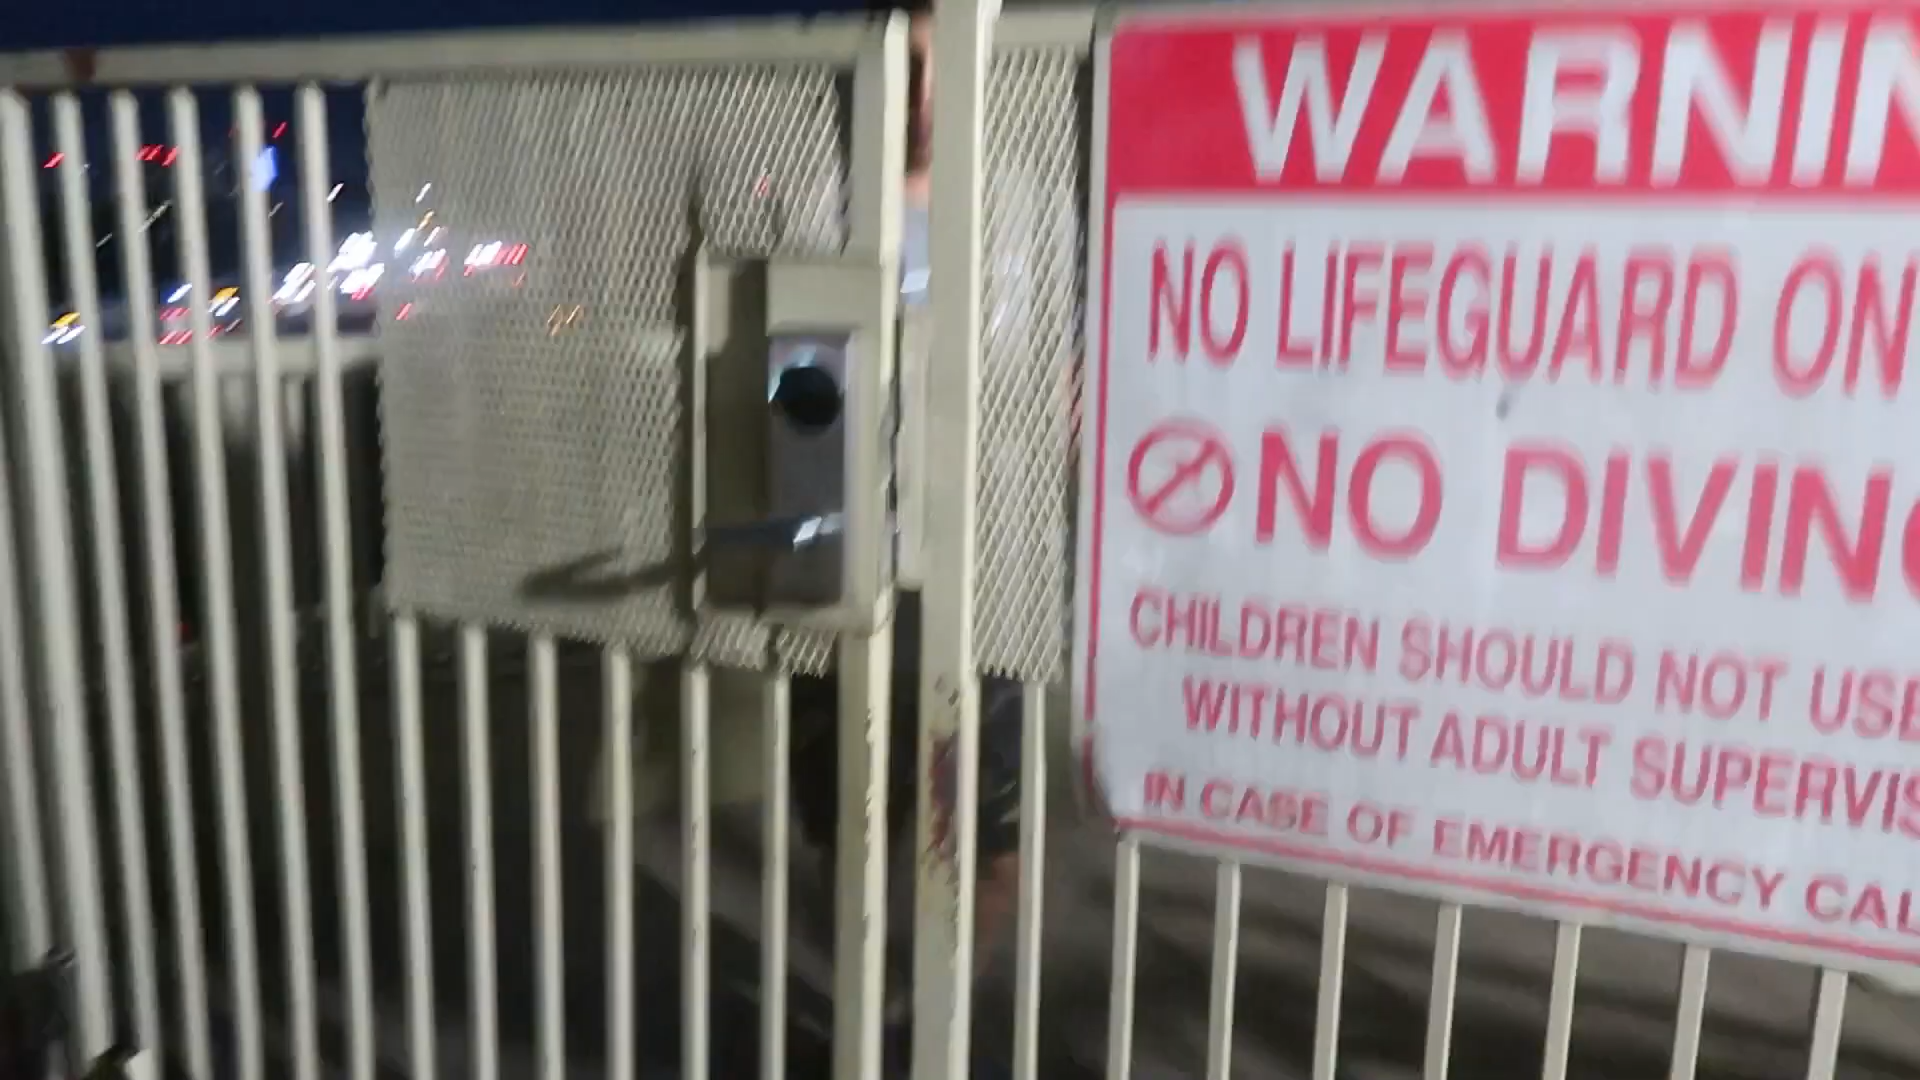 WARNIN
NO LIFEGUARD ON
NO DIVING
CHILDREN SHOULD NOT USE
WITHOUT ADULT SUPERVIS
IN CASE OF EMERGENCY CAL